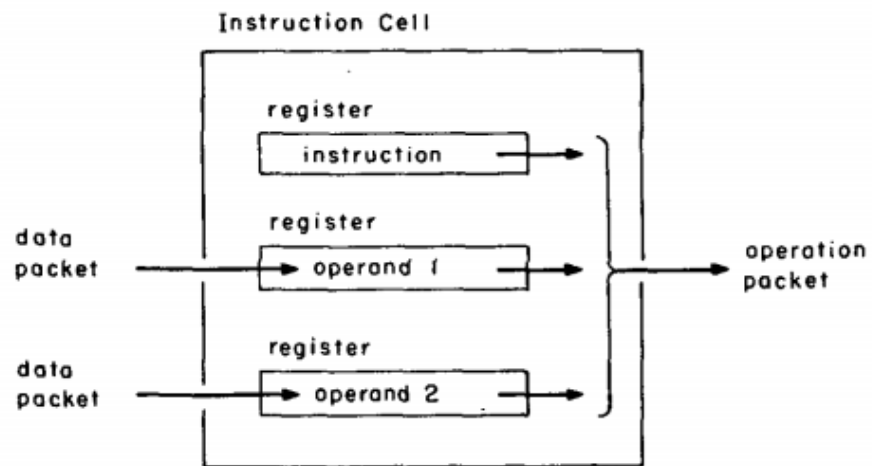 Instruction Cell
register
instruction
register
data
packet
operand 1
operation
packet
register
data
packet
operand 2